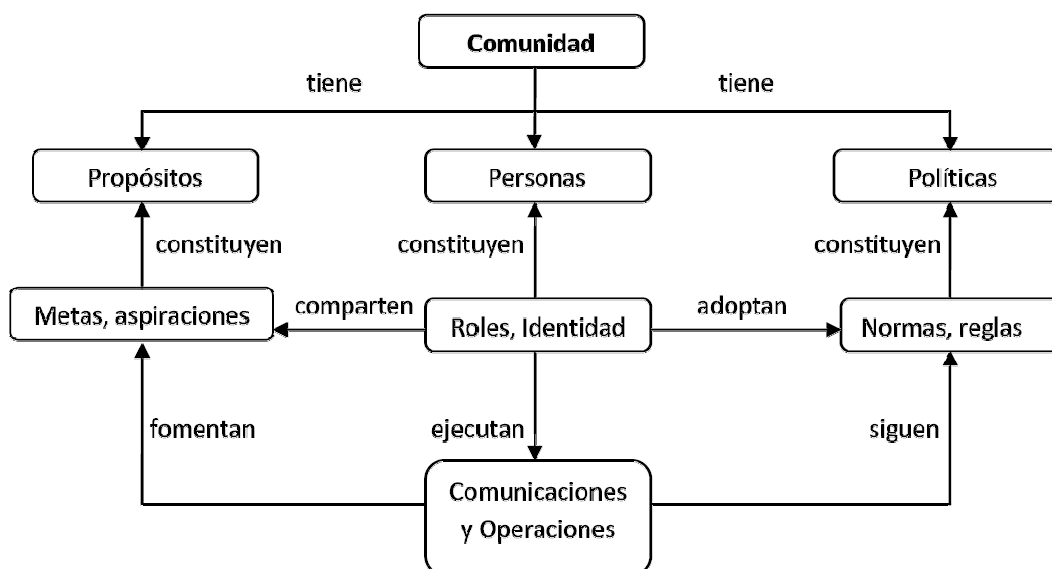 Comunidad
tiene
tiene
Propósitos
Personas
Políticas
constituyen
constituyen
constituyen
Metas, aspiraciones
comparten
Roles, Identidad
adoptan
Normas, reglas
fomentan
ejecutan
siguen
Comunicaciones
y Operaciones